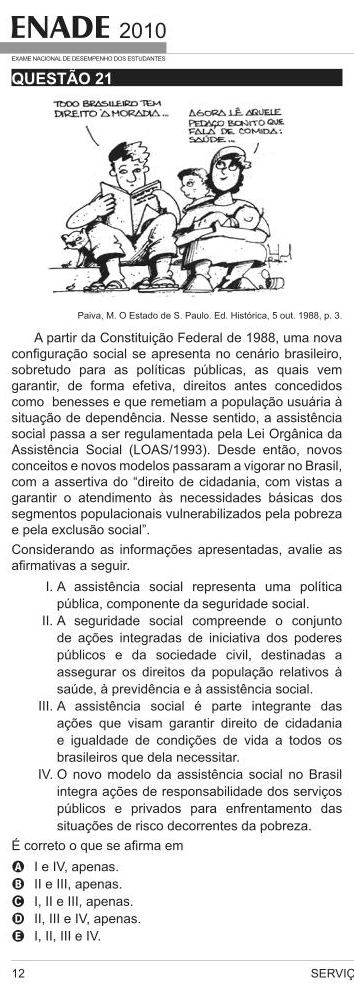 ENADE 2010
EXAME NACIONAL DE DESEMPENHO DOS ESTUDANTES
QUESTÃO 21
TODO BRASILEIRO TEM
DIREITO À MORADIA...
AGORA LÊ AQUELE
PEDAÇO BONITO QUE
FALA DE COMIDA,
SAÚDE...
Paiva, M. O Estado de S. Paulo. Ed. Histórica, 5 out. 1988, p. 3.
A partir da Constituição Federal de 1988, uma nova
configuração social se apresenta no cenário brasileiro,
sobretudo para as políticas públicas, as quais vem
garantir, de forma efetiva, direitos antes concedidos
como benesses e que remetiam a população usuária à
situação de dependência. Nesse sentido, a assistência
social passa a ser regulamentada pela Lei Orgânica da
Assistência Social (LOAS/1993). Desde então, novos
conceitos e novos modelos passaram a vigorar no Brasil,
com a assertiva do “direito de cidadania, com vistas a
garantir o atendimento às necessidades básicas dos
segmentos populacionais vulnerabilizados pela pobreza
e pela exclusão social”.
Considerando as informações apresentadas, avalie as
afirmativas a seguir.
I. A assistência social representa uma política
pública, componente da seguridade social.
II. A seguridade social compreende o conjunto
de ações integradas de iniciativa dos poderes
públicos e da sociedade civil, destinadas a
assegurar os direitos da população relativos à
saúde, à previdência e à assistência social.
III. A assistência social é parte integrante das
ações que visam garantir direito de cidadania
e igualdade de condições de vida a todos os
brasileiros que dela necessitar.
IV. O novo modelo da assistência social no Brasil
integra ações de responsabilidade dos serviços
públicos e privados para enfrentamento das
situações de risco decorrentes da pobreza.
É correto o que se afirma em
A I e IV, apenas.
B II e III, apenas.
C I, II e III, apenas.
D II, III e IV, apenas.
E I, II, III e IV.
12
SERVIÇ